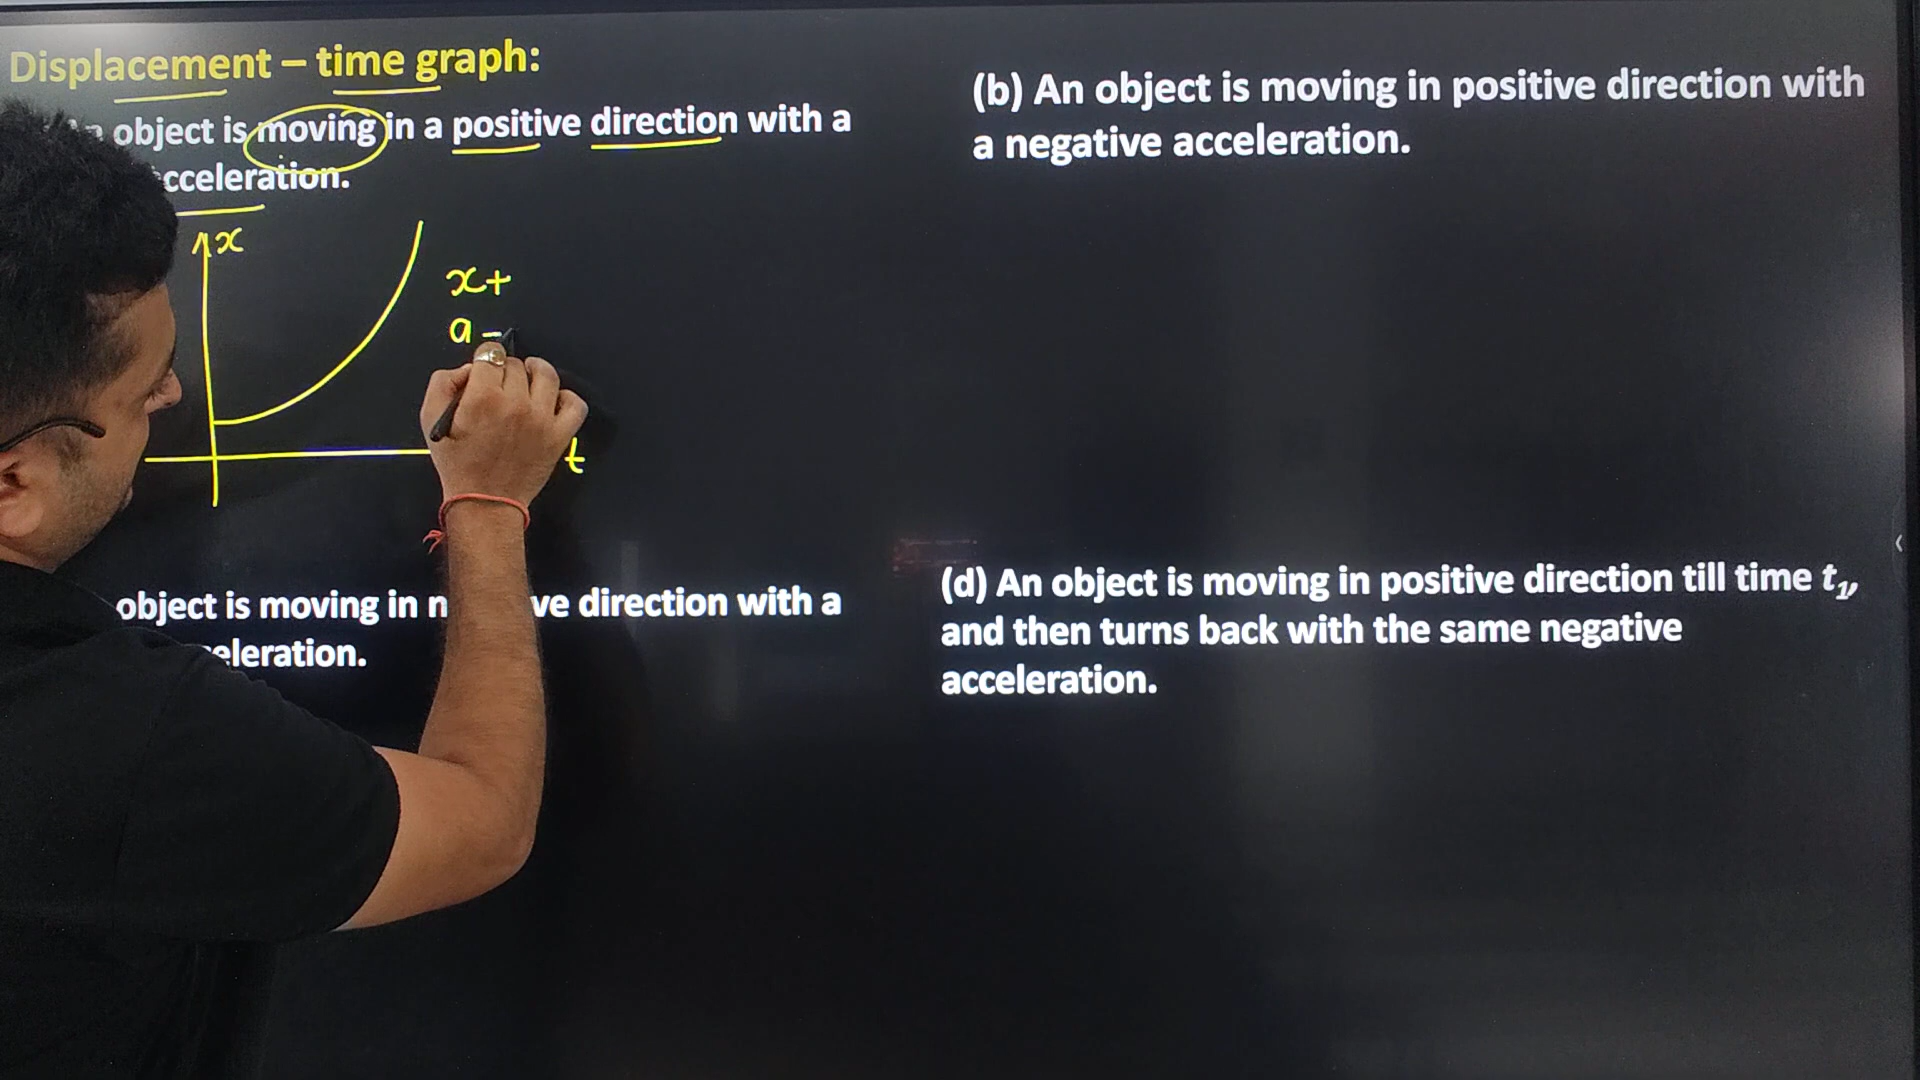 Displacement – time graph:
object is moving in a positive direction with a
cceleration.
x
x+
a -
t
(b) An object is moving in positive direction with
a negative acceleration.
object is moving in n ve direction with a
eleration.
(d) An object is moving in positive direction till time t₁,
and then turns back with the same negative
acceleration.